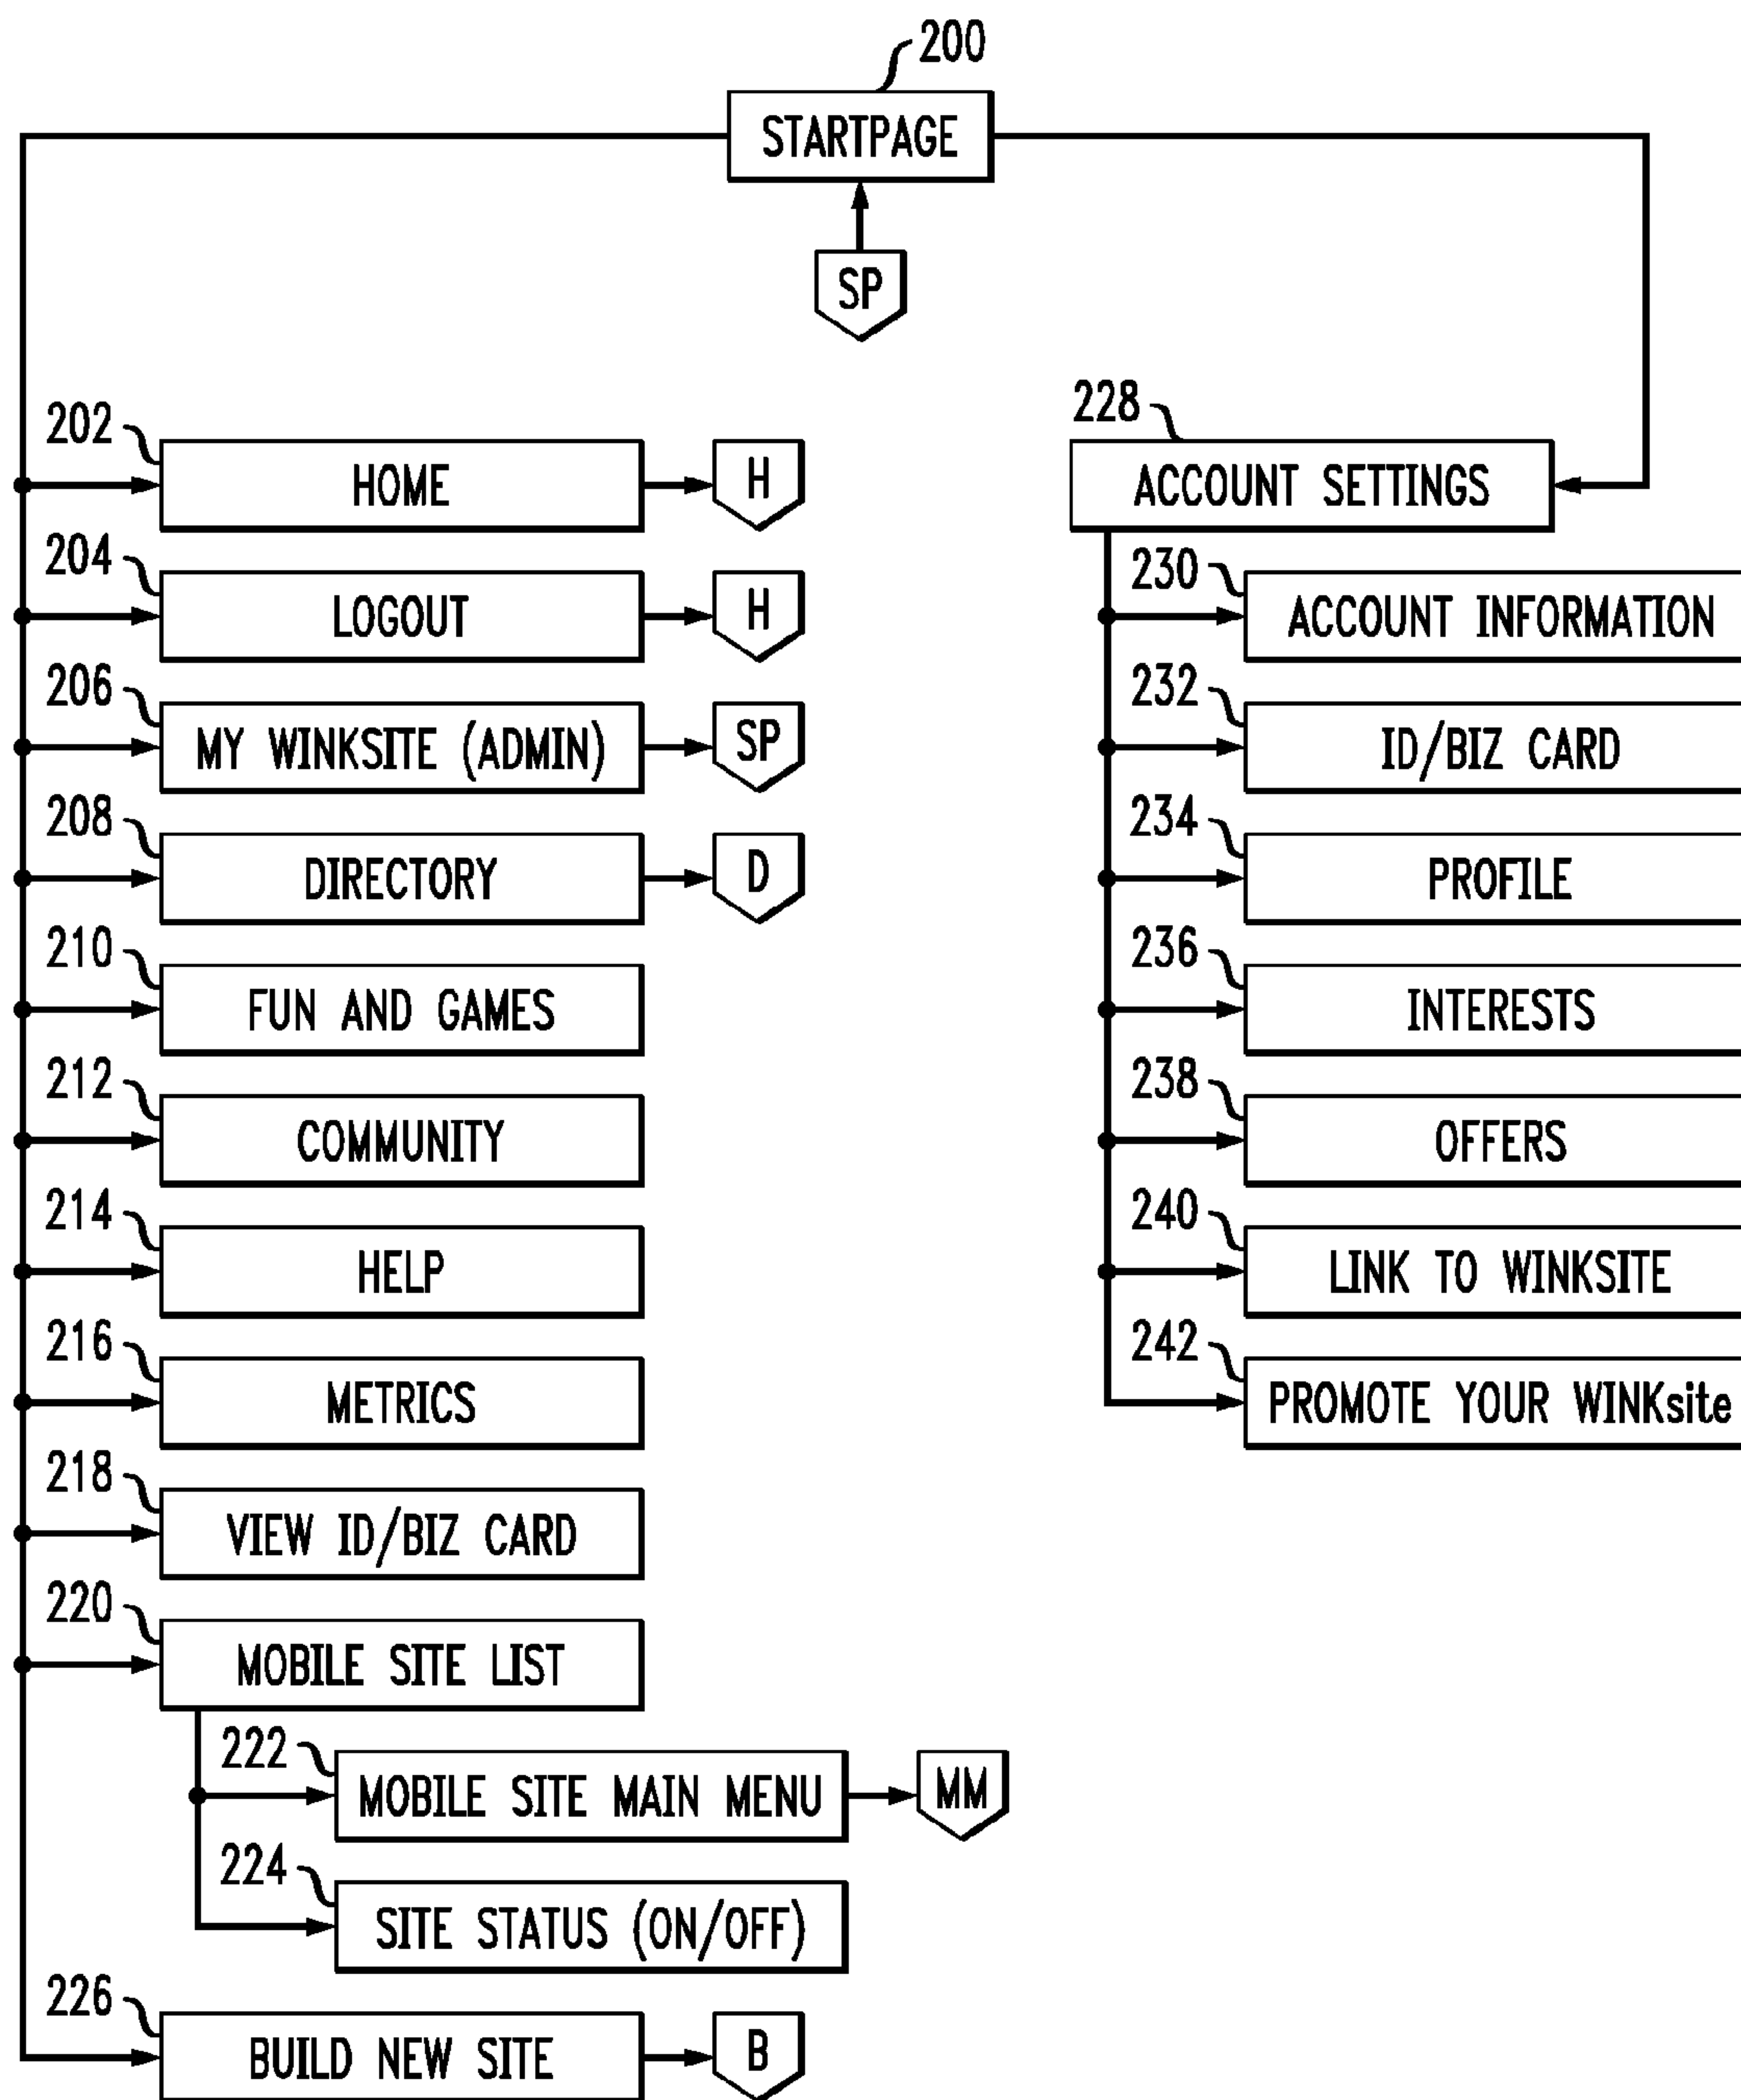 200
STARTPAGE
SP
202
HOME
H
204
LOGOUT
H
206
MY WINKSITE (ADMIN)
SP
208
DIRECTORY
D
210
FUN AND GAMES
212
COMMUNITY
214
HELP
216
METRICS
218
VIEW ID/BIZ CARD
220
MOBILE SITE LIST
222
MOBILE SITE MAIN MENU
MM
224
SITE STATUS (ON/OFF)
226
BUILD NEW SITE
B
228
ACCOUNT SETTINGS
230
ACCOUNT INFORMATION
232
ID/BIZ CARD
234
PROFILE
236
INTERESTS
238
OFFERS
240
LINK TO WINKSITE
242
PROMOTE YOUR WINKsite